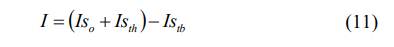 I = (Is_o + Is_th) − Is_tb (11)